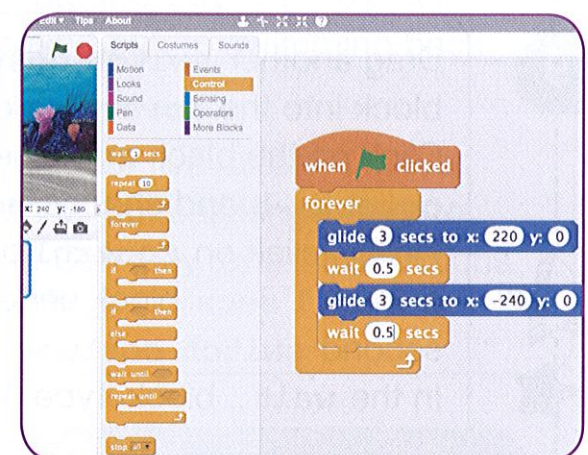 Edit ▾ Tips About
Scripts Costumes Sounds
Motion Events
Looks Control
Sound Sensing
Pen Operators
Data More Blocks
wait 1 secs
repeat 10
forever
if then
if then
else
wait until
repeat until
stop all
x: 240 y: -180
when clicked
forever
glide 3 secs to x: 220 y: 0
wait 0.5 secs
glide 3 secs to x: -240 y: 0
wait 0.5 secs